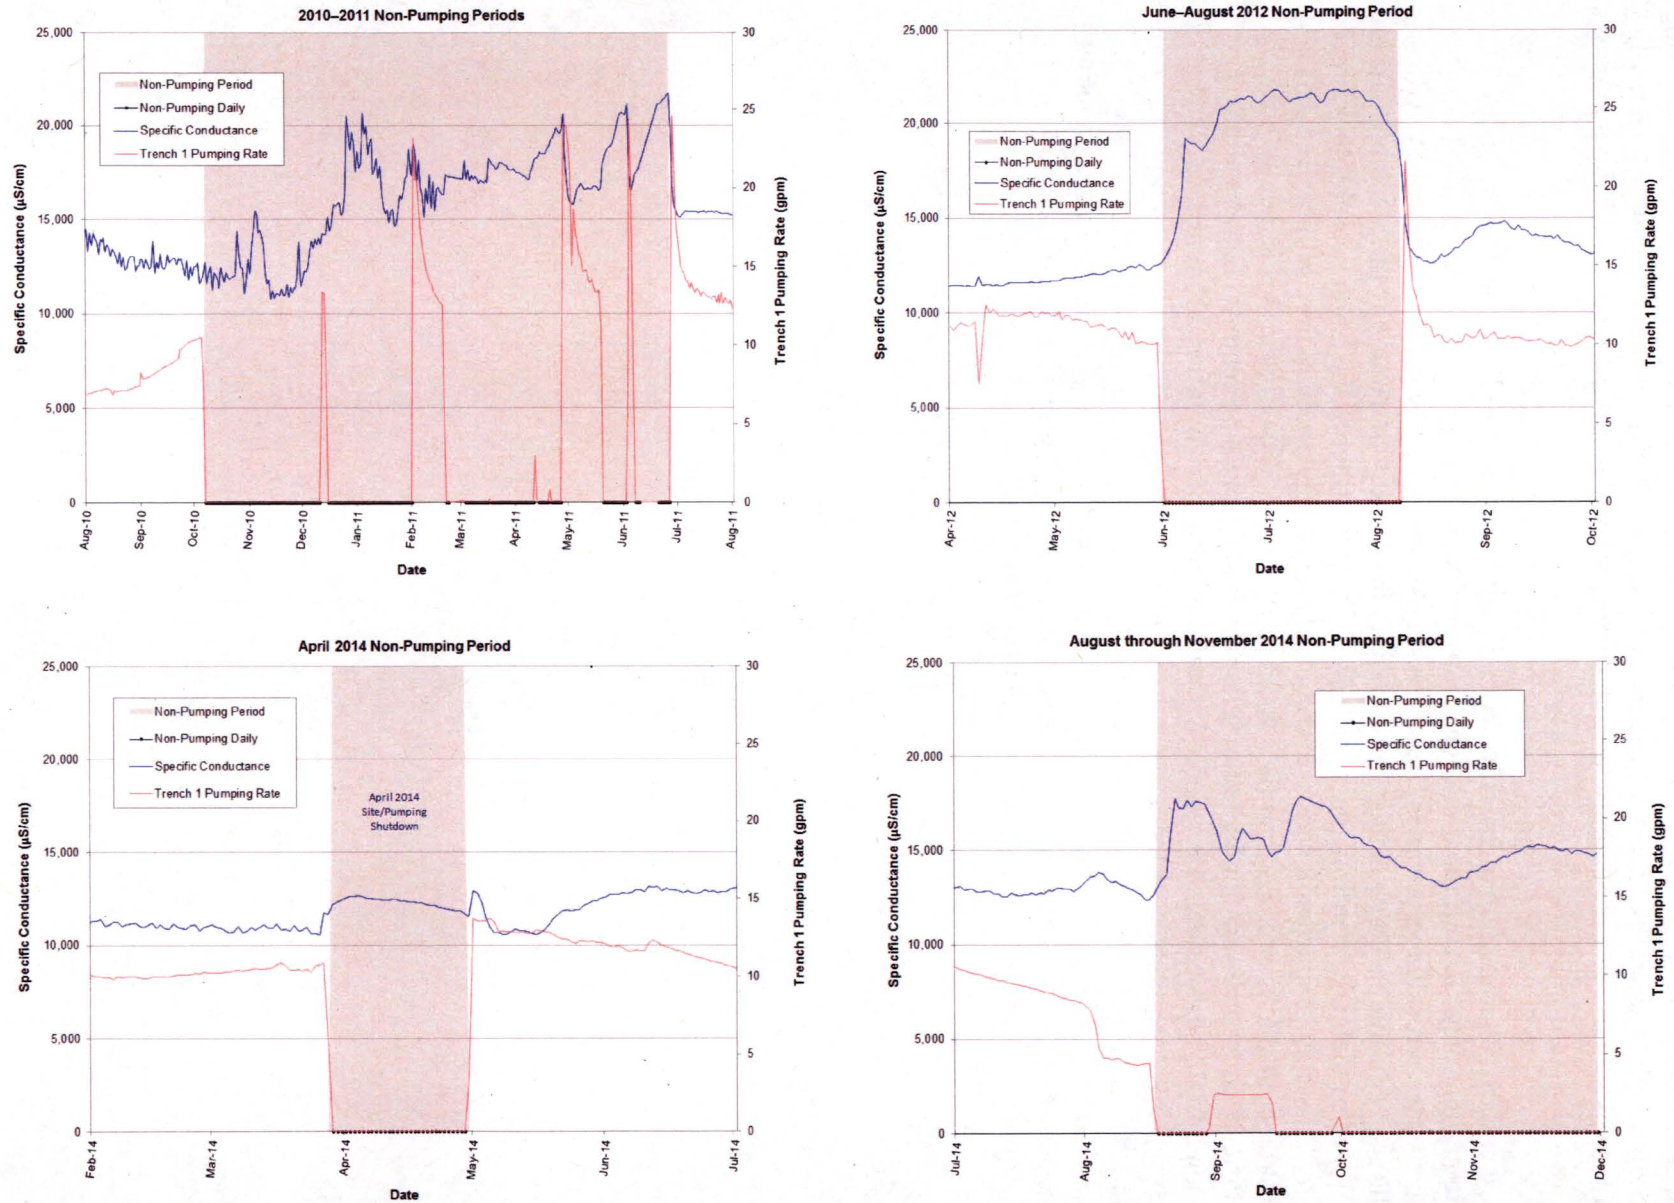 2010–2011 Non-Pumping Periods
25,000
20,000
15,000
10,000
5,000
0
Specific Conductance (µS/cm)
Non-Pumping Period
Non-Pumping Daily
Specific Conductance
Trench 1 Pumping Rate
30
25
20
15
10
5
0
Trench 1 Pumping Rate (gpm)
Aug-10
Sep-10
Oct-10
Nov-10
Dec-10
Jan-11
Feb-11
Mar-11
Apr-11
May-11
Jun-11
Jul-11
Aug-11
Date
June–August 2012 Non-Pumping Period
25,000
20,000
15,000
10,000
5,000
0
Specific Conductance (µS/cm)
Non-Pumping Period
Non-Pumping Daily
Specific Conductance
Trench 1 Pumping Rate
30
25
20
15
10
5
0
Trench 1 Pumping Rate (gpm)
Apr-12
May-12
Jun-12
Jul-12
Aug-12
Sep-12
Oct-12
Date
April 2014 Non-Pumping Period
25,000
20,000
15,000
10,000
5,000
0
Specific Conductance (µS/cm)
Non-Pumping Period
Non-Pumping Daily
Specific Conductance
Trench 1 Pumping Rate
April 2014
Site/Pumping
Shutdown
30
25
20
15
10
5
0
Trench 1 Pumping Rate (gpm)
Feb-14
Mar-14
Apr-14
May-14
Jun-14
Jul-14
Date
August through November 2014 Non-Pumping Period
25,000
20,000
15,000
10,000
5,000
0
Specific Conductance (µS/cm)
Non-Pumping Period
Non-Pumping Daily
Specific Conductance
Trench 1 Pumping Rate
30
25
20
15
10
5
0
Trench 1 Pumping Rate (gpm)
Jul-14
Aug-14
Sep-14
Oct-14
Nov-14
Dec-14
Date